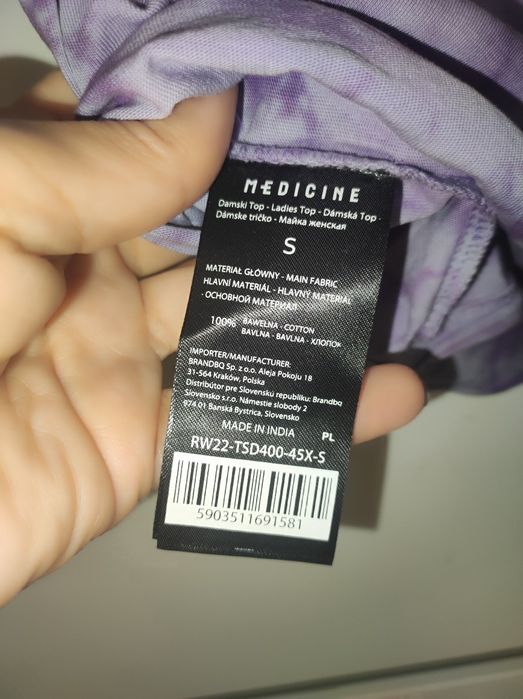 MEDICINE
Damski Top - Ladies Top - Dámská Top -
Dámske tričko - Майка женская
S
MATERIAŁ GŁÓWNY - MAIN FABRIC
HLAVNÍ MATERIÁL - HLAVNÝ MATERIÁL
- ОСНОВНОЙ МАТЕРИАЛ
100% BAWEŁNA - COTTON
BAVLNA - BAVLNA - ХЛОПОК
IMPORTER/MANUFACTURER:
BRANDBQ Sp. z o.o. Aleja Pokoju 18
31-564 Kraków, Polska
Distribútor pre Slovenskú republiku: Brandbq
Slovensko s.r.o. Námestie slobody 2
974 01 Banská Bystrica, Slovensko
MADE IN INDIA PL
RW22-TSD400-45X-S
5903511691581